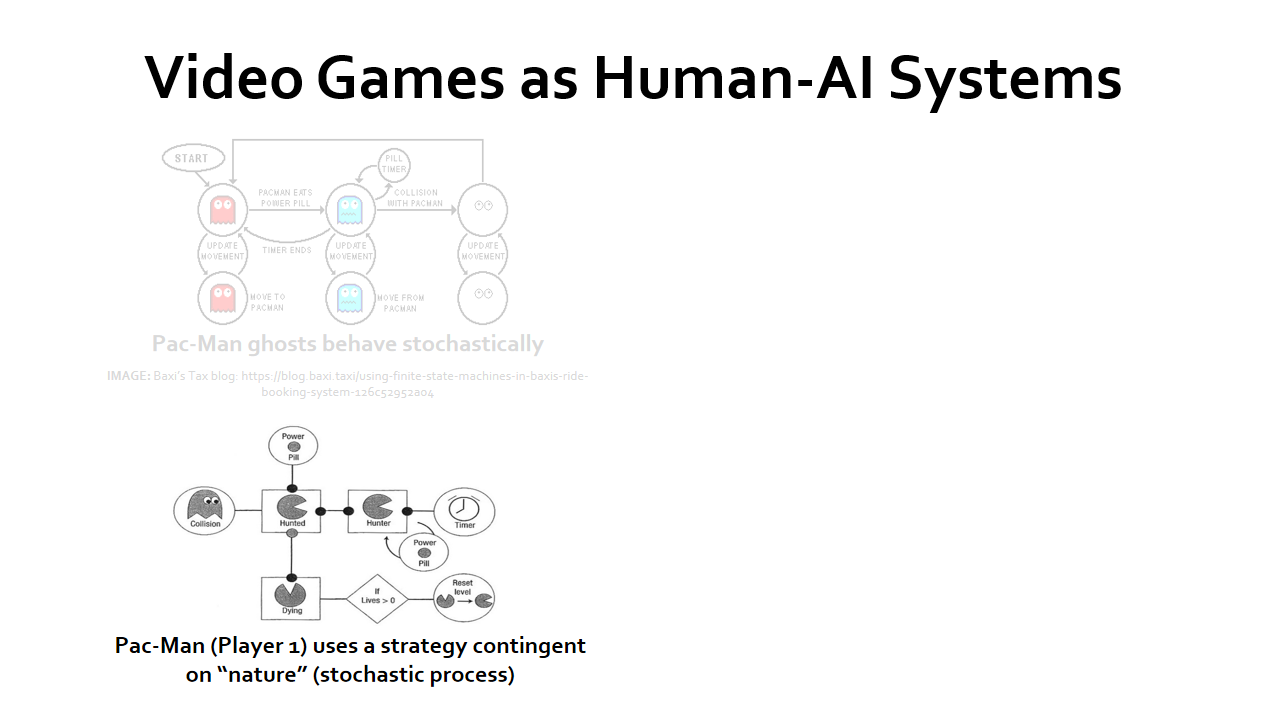 Video Games as Human-AI Systems
START
PILL
TIMER
PACMAN EATS
POWER PILL
COLLISION
WITH PACMAN
TIMER ENDS
UPDATE
MOVEMENT
UPDATE
MOVEMENT
UPDATE
MOVEMENT
MOVE TO
PACMAN
MOVE FROM
PACMAN
Pac-Man ghosts behave stochastically
IMAGE: Baxi's Tax blog: https://blog.baxi.taxi/using-finite-state-machines-in-baxis-ride-
booking-system-126c52952a04
Power
Pill
Collision
Hunted
Hunter
Timer
Power
Pill
Dying
If
Lives > 0
Reset
level
Pac-Man (Player 1) uses a strategy contingent
on “nature” (stochastic process)